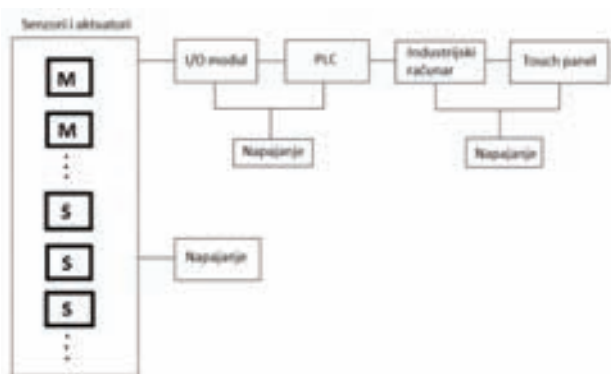 Senzori i aktuatori
M
M
S
S
S
I/O modul
PLC
Industrijski
računar
Touch panel
Napajanje
Napajanje
Napajanje